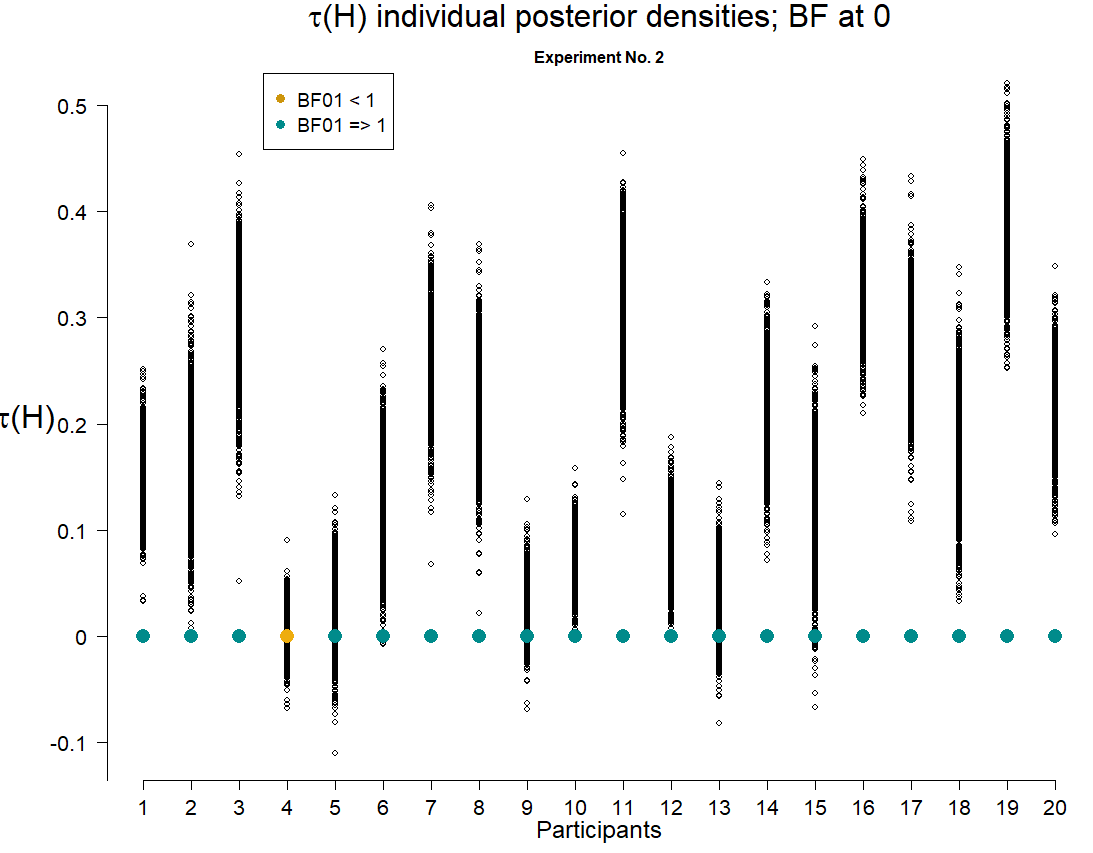 τ(H) individual posterior densities; BF at 0
Experiment No. 2
BF01 < 1
BF01 => 1
0.5
0.4
0.3
τ(H)
0.2
0.1
0
-0.1
1 2 3 4 5 6 7 8 9 10 11 12 13 14 15 16 17 18 19 20
Participants